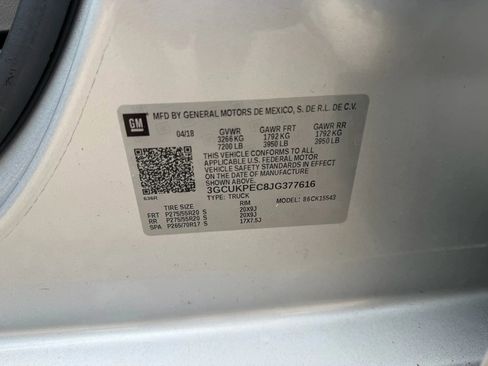 MFD BY GENERAL MOTORS DE MEXICO, S. DE R.L. DE C.V.
GM
04/18 GVWR GAWR FRT GAWR RR
3266 KG 1792 KG 1792 KG
7200 LB 3950 LB 3950 LB
THIS VEHICLE CONFORMS TO ALL
APPLICABLE U.S. FEDERAL MOTOR
VEHICLE SAFETY STANDARDS IN EFFECT
ON THE DATE OF MANUFACTURE
SHOWN ABOVE.
3GCUKPEC8JG377616
636R TYPE: TRUCK MODEL: 86CK15543
TIRE SIZE RIM
FRT P275/55R20 S 20X9J
RR P275/55R20 S 20X9J
SPA P265/70R17 S 17X7.5J